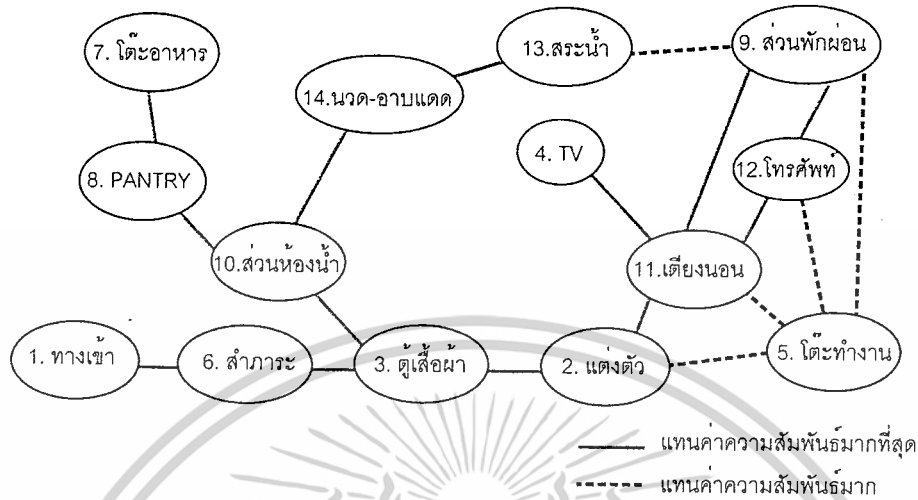 7. โต๊ะอาหาร
13.สระน้ำ
9. ส่วนพักผ่อน
14.นวด-อาบแดด
4. TV
12.โทรศัพท์
8. PANTRY
10.ส่วนห้องน้ำ
11.เตียงนอน
1. ทางเข้า
6. สำภาระ
3. ตู้เสื้อผ้า
2. แต่งตัว
5. โต๊ะทำงาน
แทนค่าความสัมพันธ์มากที่สุด
แทนค่าความสัมพันธ์มาก